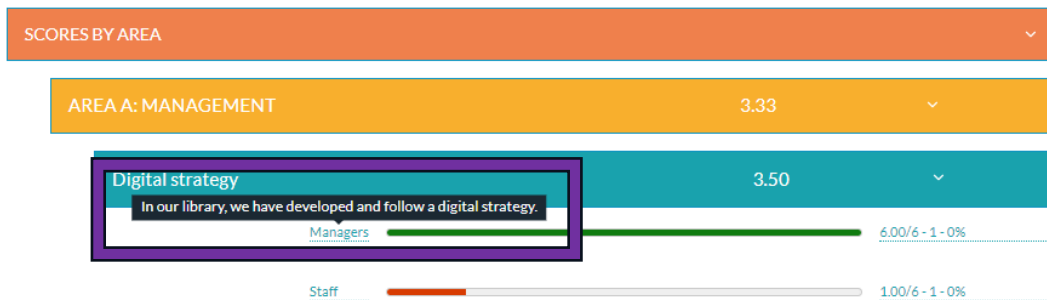 SCORES BY AREA
AREA A: MANAGEMENT 3.33
Digital strategy 3.50
In our library, we have developed and follow a digital strategy.
Managers 6.00/6 - 1 - 0%
Staff 1.00/6 - 1 - 0%